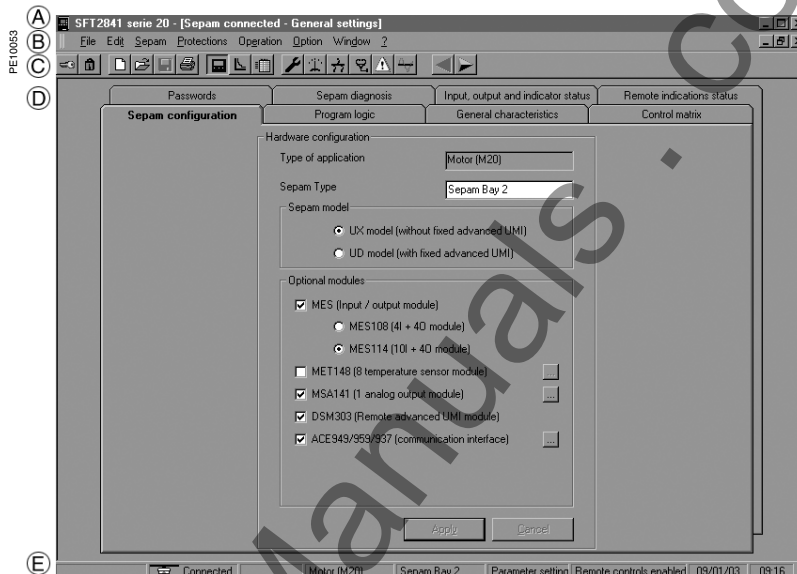 A
SFT2841 serie 20 - [Sepam connected - General settings]
PE10053
B
File Edit Sepam Protections Operation Option Window ?
C
D
Passwords Sepam diagnosis Input, output and indicator status Remote indications status
Sepam configuration Program logic General characteristics Control matrix
Hardware configuration
Type of application Motor (M20)
Sepam Type Sepam Bay 2
Sepam model
UX model (without fixed advanced UMI)
UD model (with fixed advanced UMI)
Optional modules
MES (Input / output module)
MES108 (4I + 4O module)
MES114 (10I + 4O module)
MET148 (8 temperature sensor module) ...
MSA141 (1 analog output module) ...
DSM303 (Remote advanced UMI module)
ACE949/959/937 (communication interface) ...
Apply Cancel
E
Connected Motor (M20) Sepam Bay 2 Parameter setting Remote controls enabled 09/01/03 09:16
Manuals . co